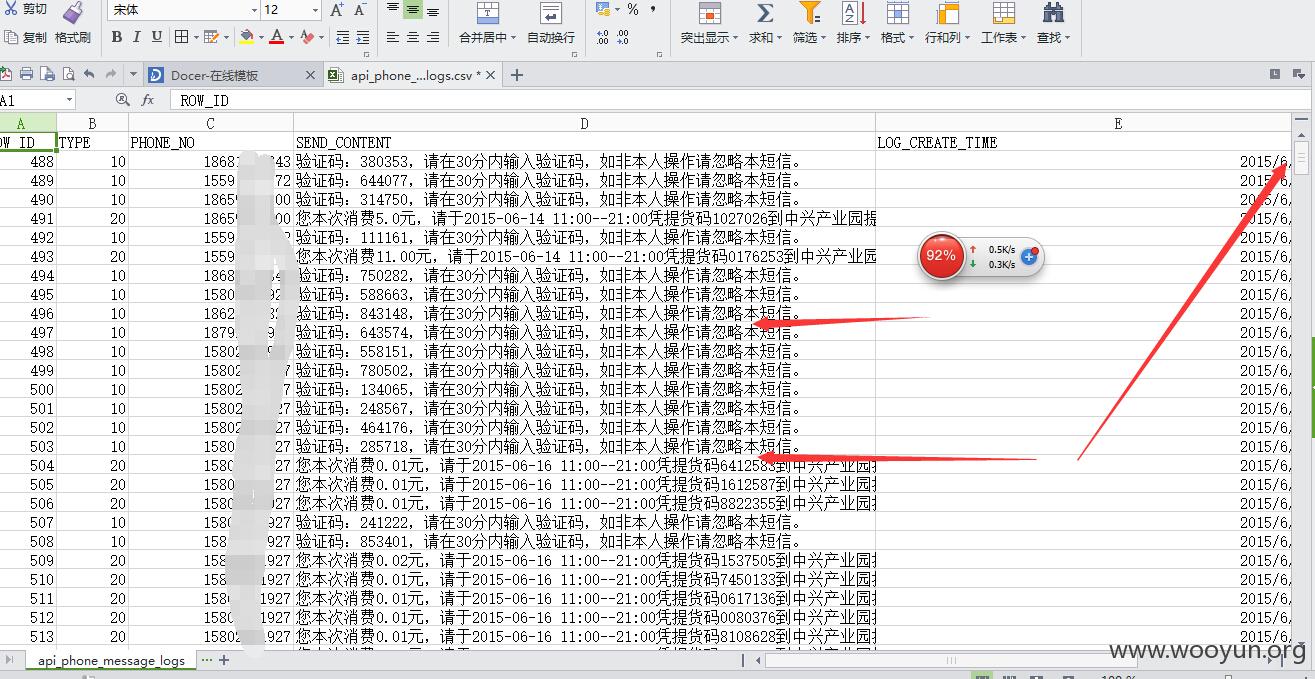 剪切 宋体 12 A+ A- % ,
复制 格式刷 B I U A 合并居中 自动换行 突出显示 求和 筛选 排序 格式 行和列 工作表 查找
Docer-在线模板 api_phone_...logs.csv *
A1 fx ROW_ID
A B C D E
OW_ID TYPE PHONE_NO SEND_CONTENT LOG_CREATE_TIME
488 10 1868 343 验证码：380353，请在30分内输入验证码，如非本人操作请忽略本短信。 2015/6
489 10 1559 72 验证码：644077，请在30分内输入验证码，如非本人操作请忽略本短信。 2015/6
490 10 1865 00 验证码：314750，请在30分内输入验证码，如非本人操作请忽略本短信。 2015/6
491 20 1865 00 您本次消费5.0元，请于2015-06-14 11:00--21:00凭提货码1027026到中兴产业园提 2015/6
492 10 1559 验证码：111161，请在30分内输入验证码，如非本人操作请忽略本短信。 2015/6
493 20 1559 您本次消费11.00元，请于2015-06-14 11:00--21:00凭提货码0176253到中兴产业园 2015/6
494 10 1868 验证码：750282，请在30分内输入验证码，如非本人操作请忽略本短信。 2015/6
495 10 1580 验证码：588663，请在30分内输入验证码，如非本人操作请忽略本短信。 2015/6
496 10 1862 验证码：843148，请在30分内输入验证码，如非本人操作请忽略本短信。 2015/6
497 10 1879 验证码：643574，请在30分内输入验证码，如非本人操作请忽略本短信。 2015/6
498 10 15802 验证码：558151，请在30分内输入验证码，如非本人操作请忽略本短信。 2015/6
499 10 15802 7 验证码：780502，请在30分内输入验证码，如非本人操作请忽略本短信。 2015/6
500 10 15802 7 验证码：134065，请在30分内输入验证码，如非本人操作请忽略本短信。 2015/6
501 10 15802 27 验证码：248567，请在30分内输入验证码，如非本人操作请忽略本短信。 2015/6
502 10 15802 27 验证码：464176，请在30分内输入验证码，如非本人操作请忽略本短信。 2015/6
503 10 15802 27 验证码：285718，请在30分内输入验证码，如非本人操作请忽略本短信。 2015/6
504 20 1580 27 您本次消费0.01元，请于2015-06-16 11:00--21:00凭提货码6412583到中兴产业园 2015/6
505 20 1580 927 您本次消费0.01元，请于2015-06-16 11:00--21:00凭提货码1612587到中兴产业园 2015/6
506 20 1580 927 您本次消费0.01元，请于2015-06-16 11:00--21:00凭提货码8822355到中兴产业园 2015/6
507 10 1580 927 验证码：241222，请在30分内输入验证码，如非本人操作请忽略本短信。 2015/6
508 10 1580 927 验证码：853401，请在30分内输入验证码，如非本人操作请忽略本短信。 2015/6
509 20 1580 1927 您本次消费0.02元，请于2015-06-16 11:00--21:00凭提货码1537505到中兴产业园 2015/6
510 20 1580 1927 您本次消费0.01元，请于2015-06-16 11:00--21:00凭提货码7450133到中兴产业园 2015/6
511 20 1580 1927 您本次消费0.01元，请于2015-06-16 11:00--21:00凭提货码0617136到中兴产业园 2015/6
512 20 1580 1927 您本次消费0.01元，请于2015-06-16 11:00--21:00凭提货码0080376到中兴产业园 2015/6
513 20 15802 1927 您本次消费0.01元，请于2015-06-16 11:00--21:00凭提货码8108628到中兴产业园 2015/6
92% 0.5K/s
0.3K/s
api_phone_message_logs ...
www.wooyun.org